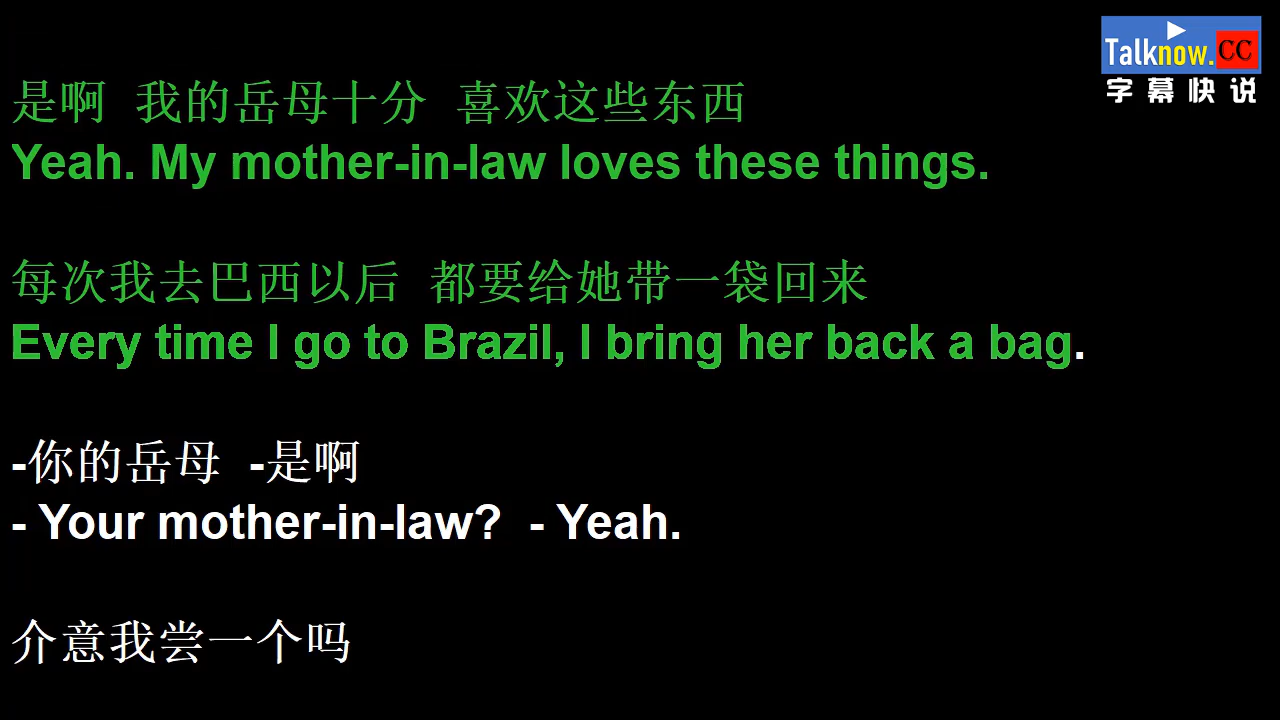 Talknow.CC
字幕快说
是啊 我的岳母十分 喜欢这些东西
Yeah. My mother-in-law loves these things.
每次我去巴西以后 都要给她带一袋回来
Every time I go to Brazil, I bring her back a bag.
-你的岳母 -是啊
- Your mother-in-law? - Yeah.
介意我尝一个吗